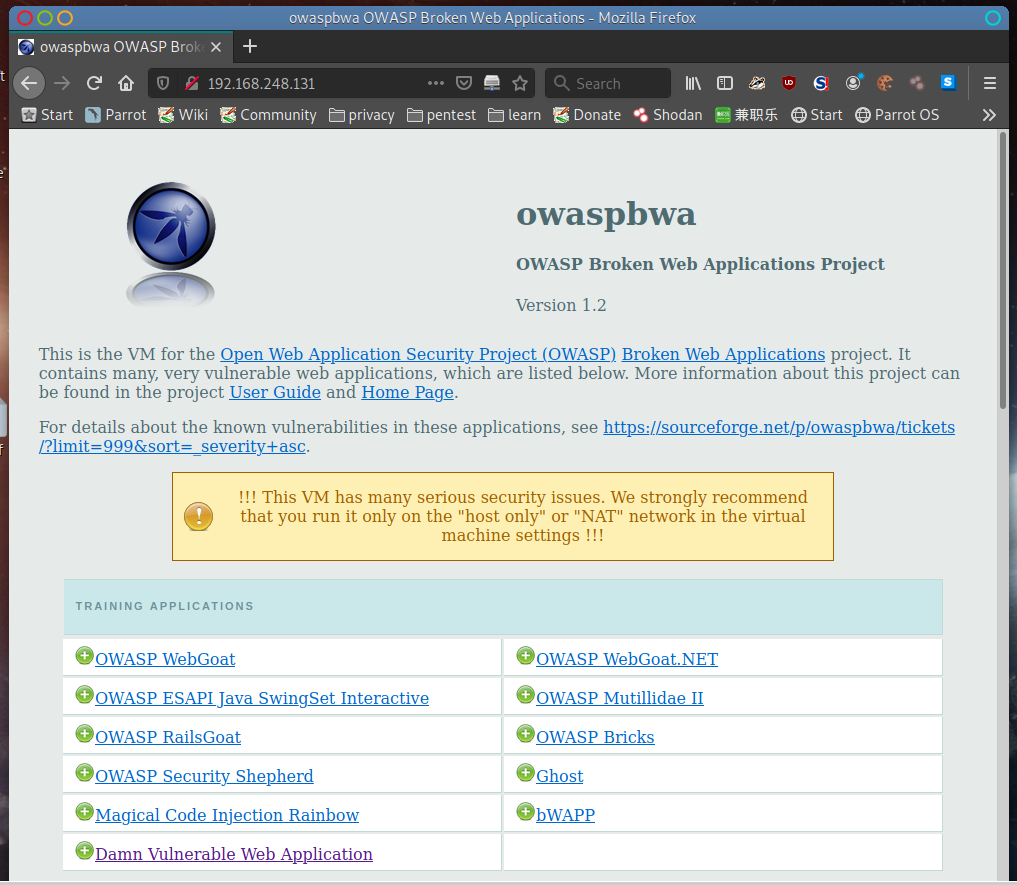 owaspbwa OWASP Broken Web Applications - Mozilla Firefox
owaspbwa OWASP Brok
192.168.248.131
Search
Start Parrot Wiki Community privacy pentest learn Donate Shodan 兼职乐 Start Parrot OS
owaspbwa
OWASP Broken Web Applications Project
Version 1.2
This is the VM for the Open Web Application Security Project (OWASP) Broken Web Applications project. It
contains many, very vulnerable web applications, which are listed below. More information about this project can
be found in the project User Guide and Home Page.
For details about the known vulnerabilities in these applications, see https://sourceforge.net/p/owaspbwa/tickets
/?limit=999&sort=_severity+asc.
!!! This VM has many serious security issues. We strongly recommend
that you run it only on the "host only" or "NAT" network in the virtual
machine settings !!!
TRAINING APPLICATIONS
OWASP WebGoat OWASP WebGoat.NET
OWASP ESAPI Java SwingSet Interactive OWASP Mutillidae II
OWASP RailsGoat OWASP Bricks
OWASP Security Shepherd Ghost
Magical Code Injection Rainbow bWAPP
Damn Vulnerable Web Application